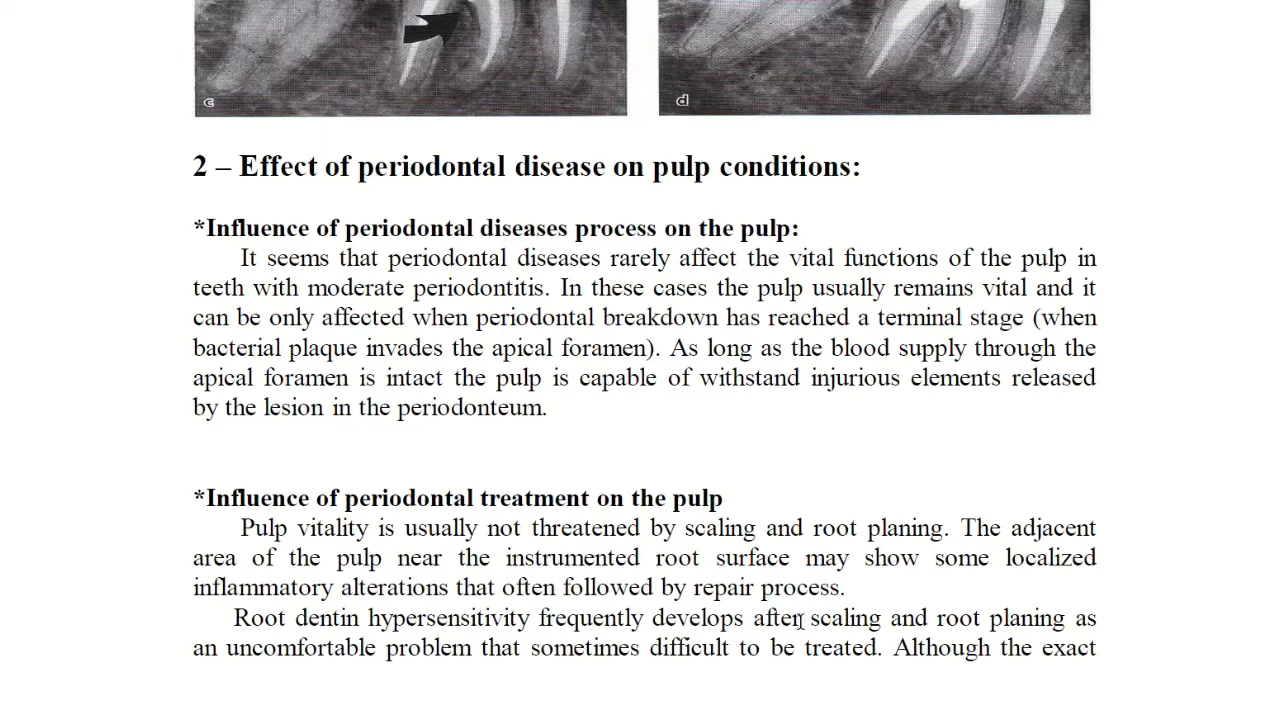 c
d
2 – Effect of periodontal disease on pulp conditions:
*Influence of periodontal diseases process on the pulp:
It seems that periodontal diseases rarely affect the vital functions of the pulp in
teeth with moderate periodontitis. In these cases the pulp usually remains vital and it
can be only affected when periodontal breakdown has reached a terminal stage (when
bacterial plaque invades the apical foramen). As long as the blood supply through the
apical foramen is intact the pulp is capable of withstand injurious elements released
by the lesion in the periodonteum.
*Influence of periodontal treatment on the pulp
Pulp vitality is usually not threatened by scaling and root planing. The adjacent
area of the pulp near the instrumented root surface may show some localized
inflammatory alterations that often followed by repair process.
Root dentin hypersensitivity frequently develops after scaling and root planing as
an uncomfortable problem that sometimes difficult to be treated. Although the exact